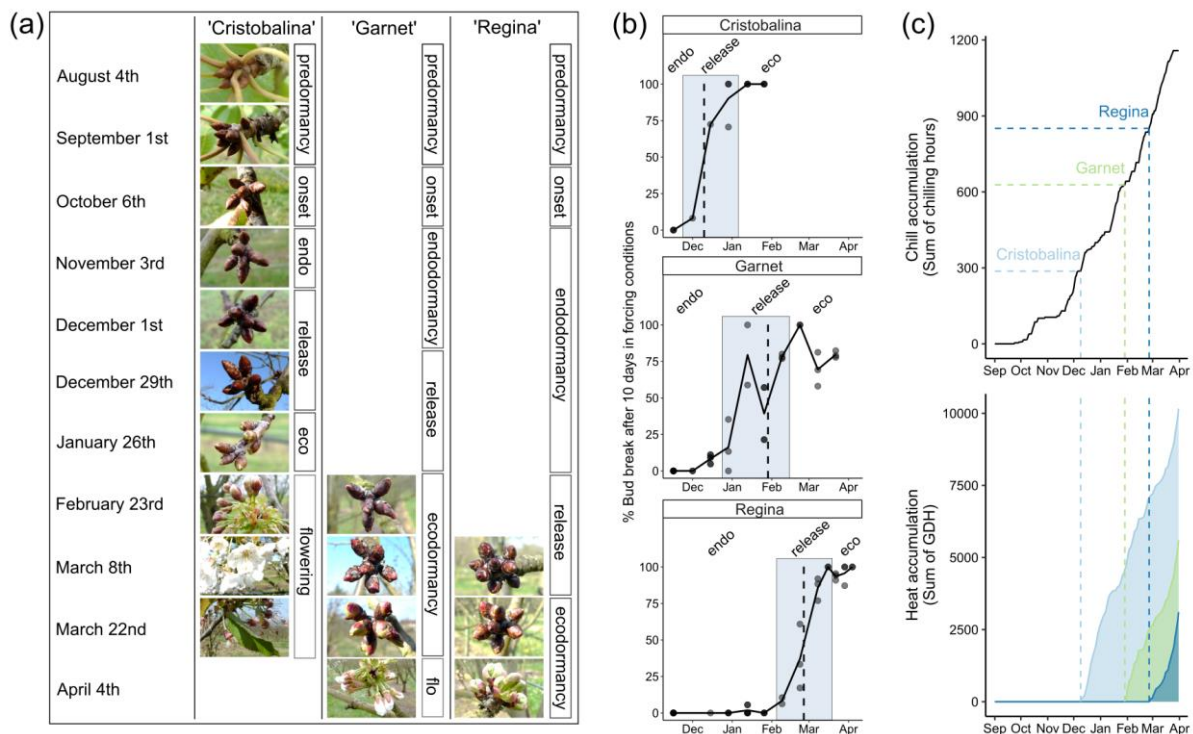 (a)
'Cristobalina' 'Garnet' 'Regina'
August 4th
September 1st
October 6th
November 3rd
December 1st
December 29th
January 26th
February 23rd
March 8th
March 22nd
April 4th
predormancy
onset
endo
release
eco
flowering
predormancy
onset
endodormancy
release
ecodormancy
flo
predormancy
onset
endodormancy
release
ecodormancy
(b)
% Bud break after 10 days in forcing conditions
Cristobalina
endo release eco
100
75
50
25
0
Dec Jan Feb Mar Apr
Garnet
endo release eco
100
75
50
25
0
Dec Jan Feb Mar Apr
Regina
endo release eco
100
75
50
25
0
Dec Jan Feb Mar Apr
(c)
Chill accumulation
(Sum of chilling hours)
1200
900
600
300
0
Regina
Garnet
Cristobalina
Sep Oct Nov Dec Jan Feb Mar Apr
Heat accumulation
(Sum of GDH)
10000
7500
5000
2500
0
Sep Oct Nov Dec Jan Feb Mar Apr